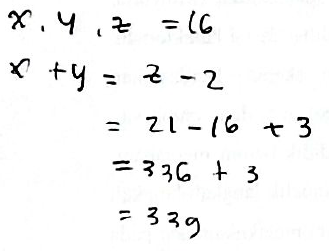 x . y . z = 16
x + y = z - 2
= 21 - 16 + 3
= 336 + 3
= 339